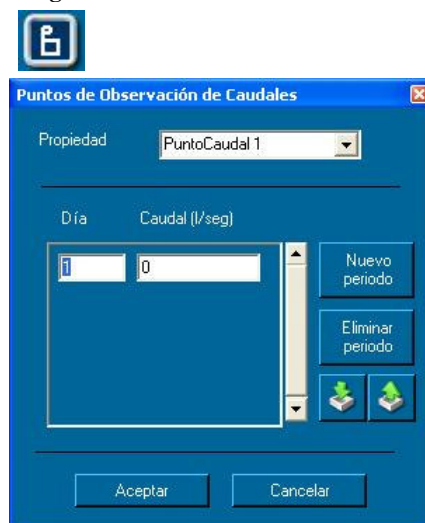 Puntos de Observación de Caudales
Propiedad PuntoCaudal 1
Día Caudal (l/seg)
1 0
Nuevo
periodo
Eliminar
periodo
Aceptar Cancelar